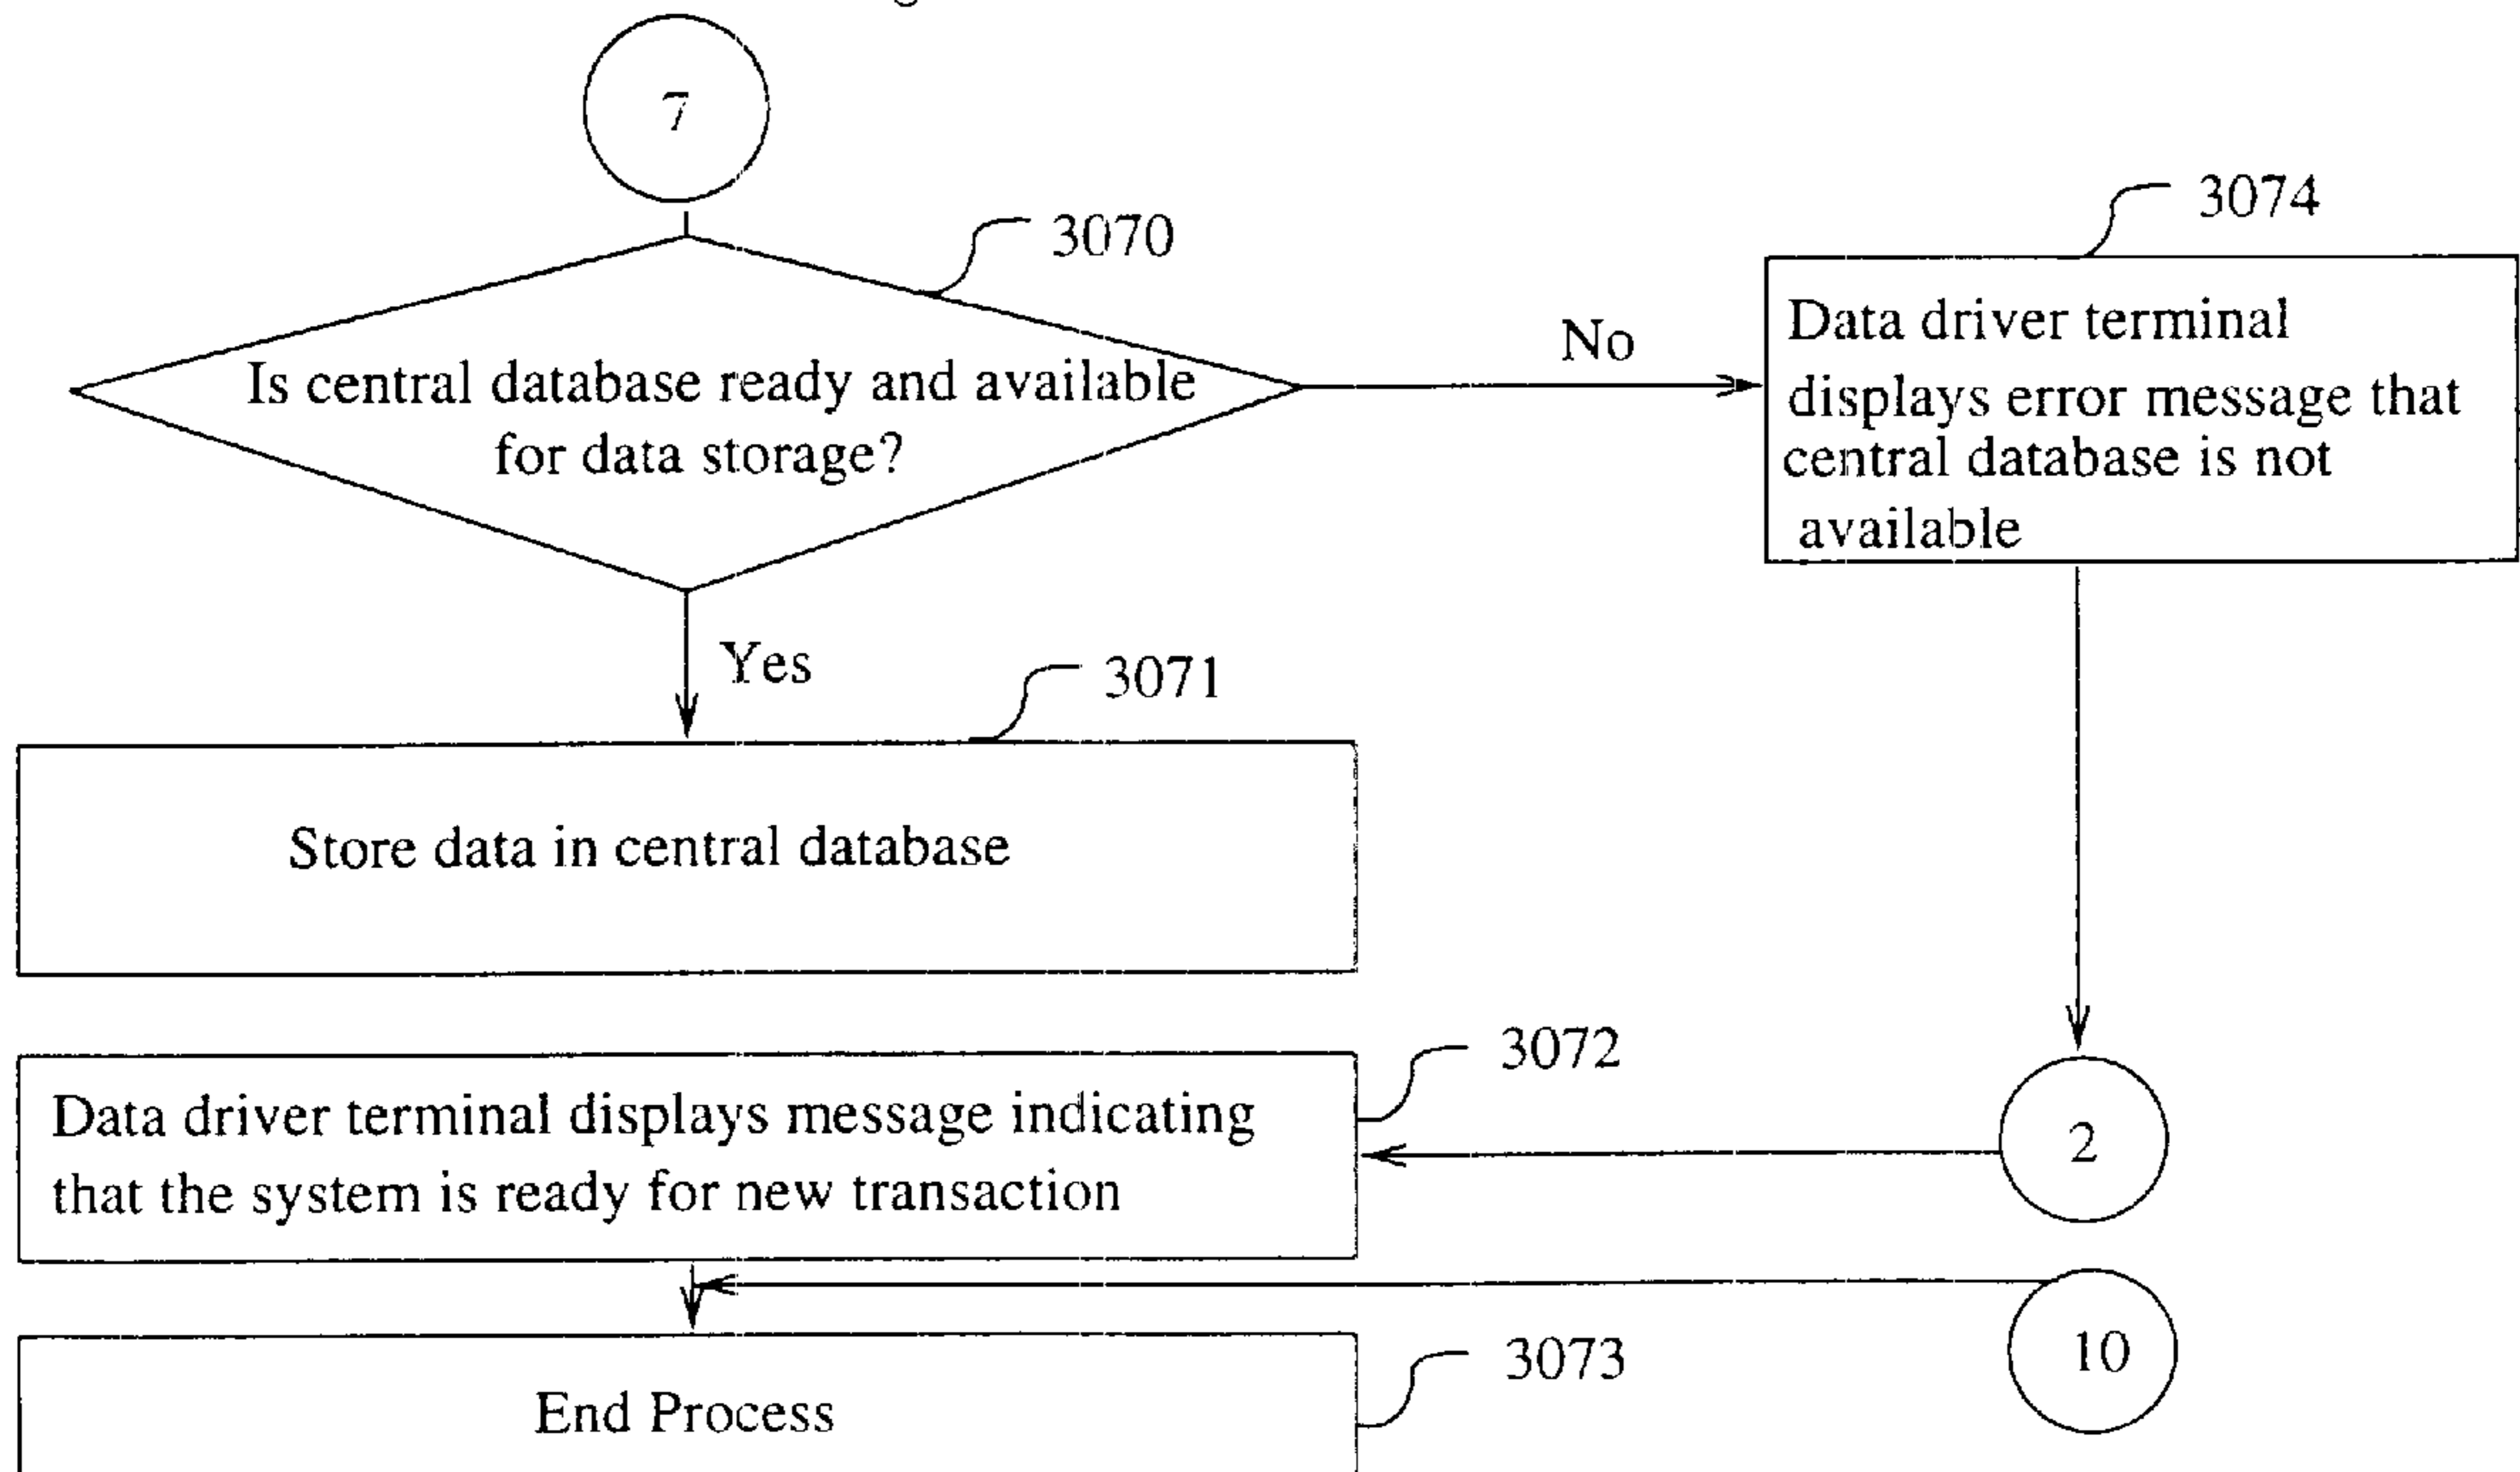 7
3070
3074
Is central database ready and available
for data storage?
No
Data driver terminal
displays error message that
central database is not
available
Yes
3071
Store data in central database
3072
Data driver terminal displays message indicating
that the system is ready for new transaction
2
10
3073
End Process